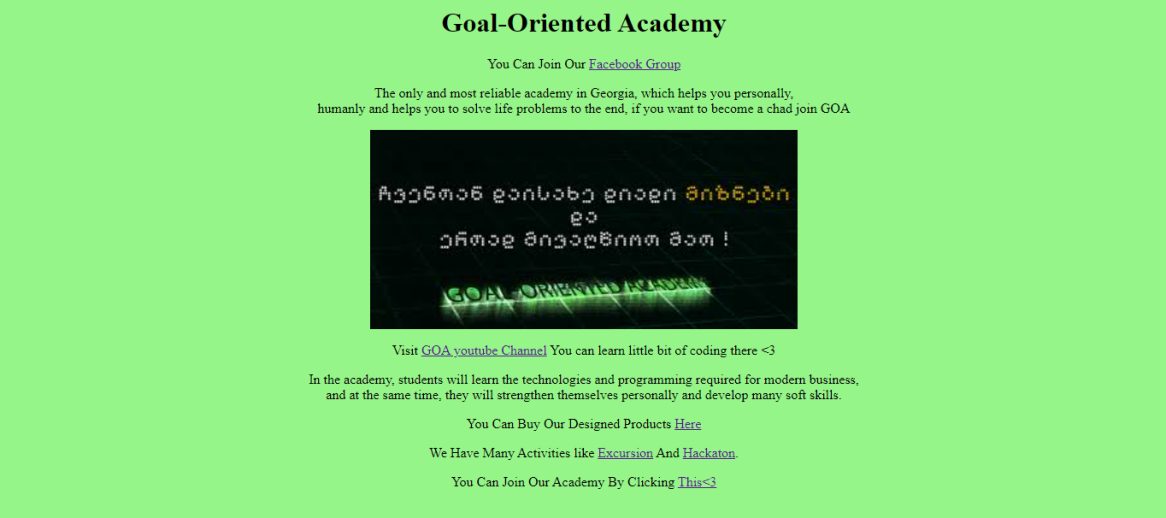 Goal-Oriented Academy
You Can Join Our Facebook Group
The only and most reliable academy in Georgia, which helps you personally,
humanly and helps you to solve life problems to the end, if you want to become a chad join GOA
ჩვენთან დაისახე დიადი მიზნები
და
ერთად მივაღწიოთ მათ !
GOAL-ORIENTED ACADEMY
Visit GOA youtube Channel You can learn little bit of coding there <3
In the academy, students will learn the technologies and programming required for modern business,
and at the same time, they will strengthen themselves personally and develop many soft skills.
You Can Buy Our Designed Products Here
We Have Many Activities like Excursion And Hackaton.
You Can Join Our Academy By Clicking This<3